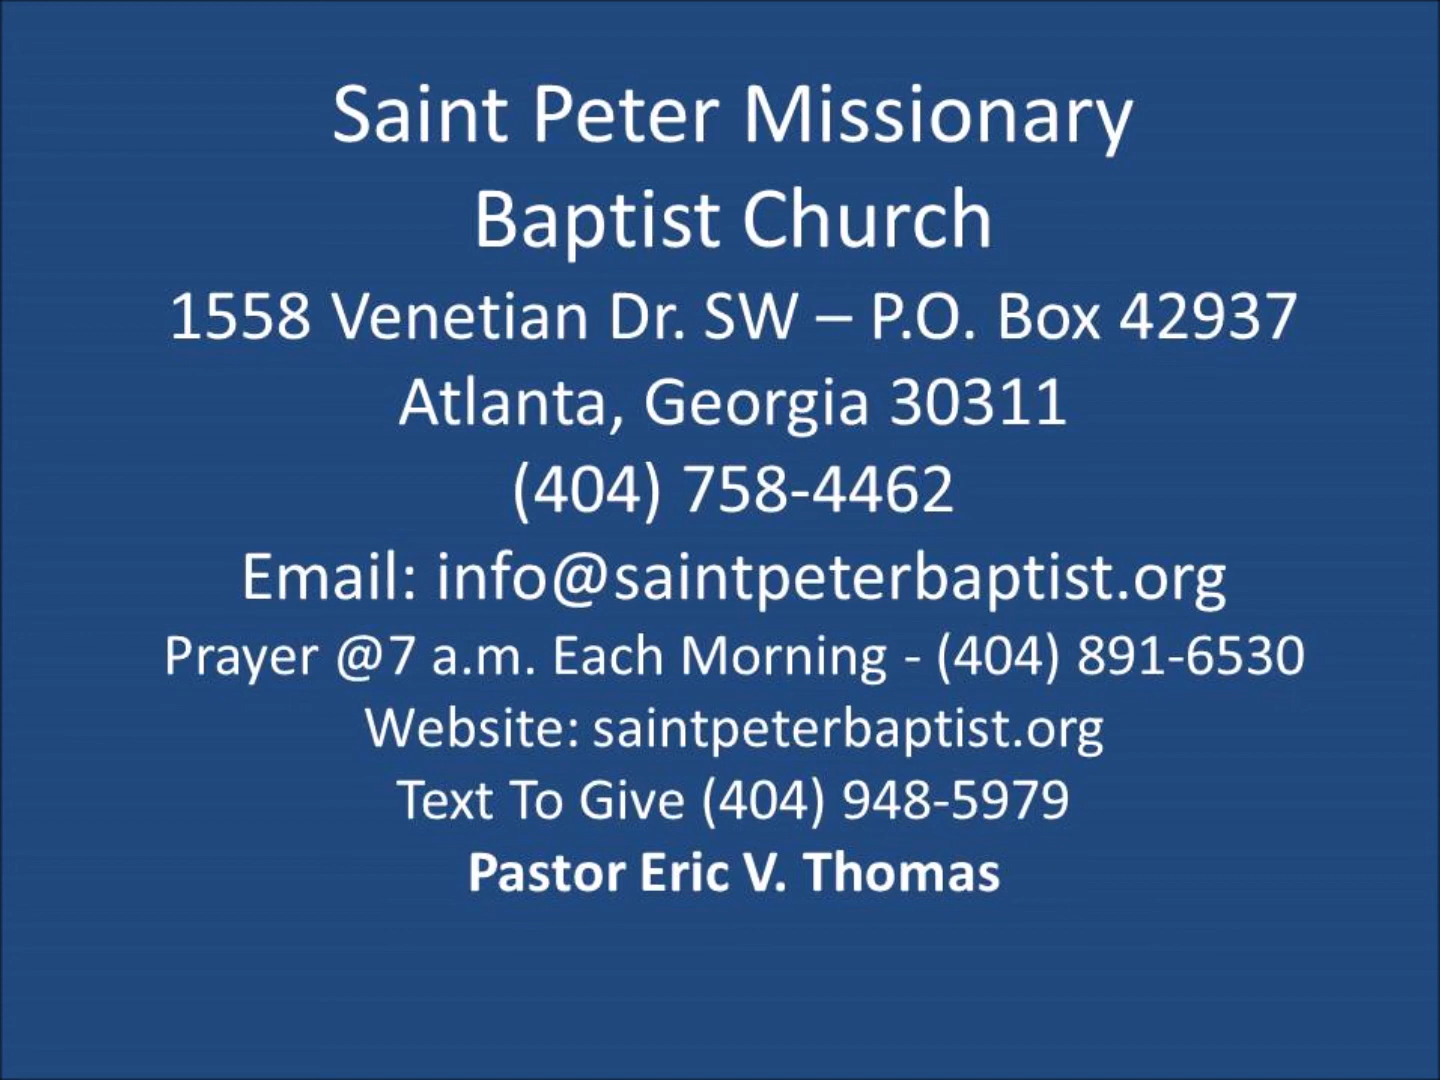 Saint Peter Missionary
Baptist Church
1558 Venetian Dr. SW – P.O. Box 42937
Atlanta, Georgia 30311
(404) 758-4462
Email: info@saintpeterbaptist.org
Prayer @7 a.m. Each Morning - (404) 891-6530
Website: saintpeterbaptist.org
Text To Give (404) 948-5979
Pastor Eric V. Thomas